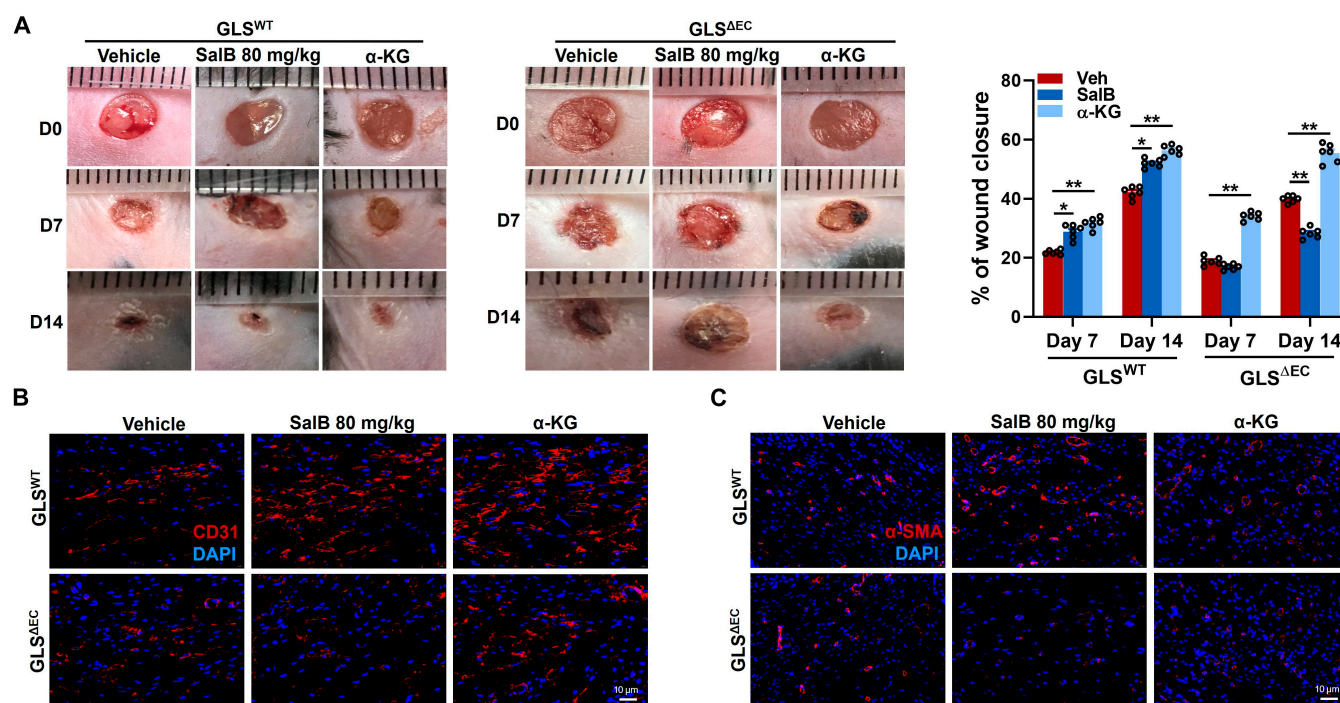 A
GLS^WT
Vehicle SalB 80 mg/kg α-KG
D0
D7
D14
GLS^ΔEC
Vehicle SalB 80 mg/kg α-KG
D0
D7
D14
% of wound closure
80
60
40
20
0
Veh
SalB
α-KG
* **
* **
**
** **
Day 7 Day 14 Day 7 Day 14
GLS^WT GLS^ΔEC
B
Vehicle SalB 80 mg/kg α-KG
GLS^WT
CD31
DAPI
GLS^ΔEC
10 μm
C
Vehicle SalB 80 mg/kg α-KG
GLS^WT
α-SMA
DAPI
GLS^ΔEC
10 μm